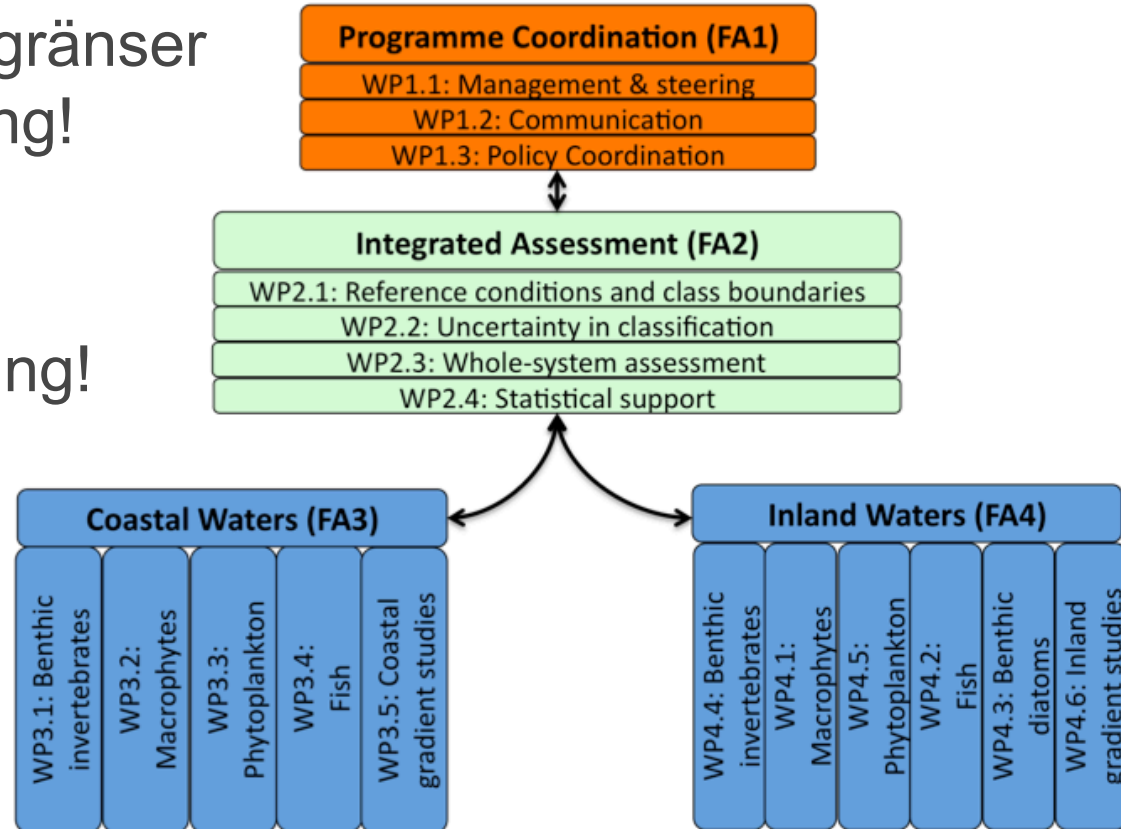 gränser
ng!
ng!
Programme Coordination (FA1)
WP1.1: Management & steering
WP1.2: Communication
WP1.3: Policy Coordination
Integrated Assessment (FA2)
WP2.1: Reference conditions and class boundaries
WP2.2: Uncertainty in classification
WP2.3: Whole-system assessment
WP2.4: Statistical support
Coastal Waters (FA3)
WP3.1: Benthic
invertebrates
WP3.2:
Macrophytes
WP3.3:
Phytoplankton
WP3.4:
Fish
WP3.5: Coastal
gradient studies
Inland Waters (FA4)
WP4.4: Benthic
invertebrates
WP4.1:
Macrophytes
WP4.5:
Phytoplankton
WP4.2:
Fish
WP4.3: Benthic
diatoms
WP4.6: Inland
gradient studies